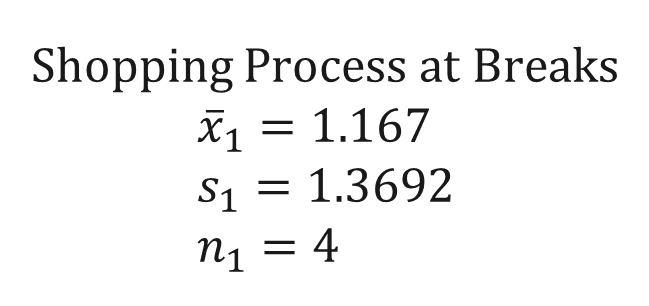 Shopping Process at Breaks
x̄₁ = 1.167
s₁ = 1.3692
n₁ = 4